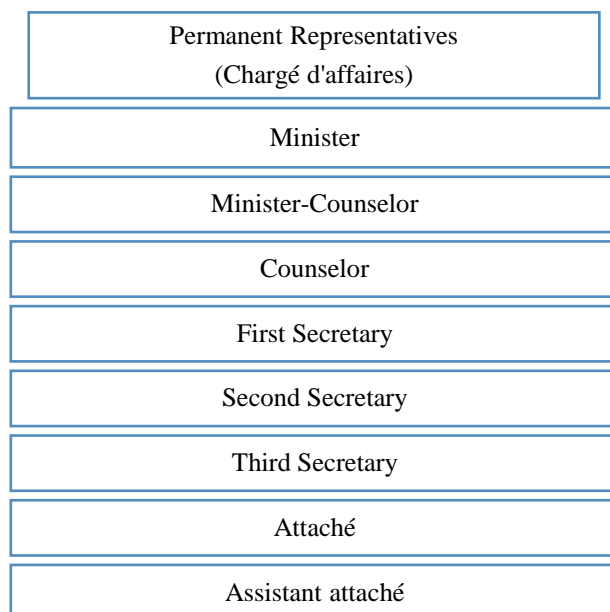 Permanent Representatives
(Chargé d'affaires)
Minister
Minister-Counselor
Counselor
First Secretary
Second Secretary
Third Secretary
Attaché
Assistant attaché